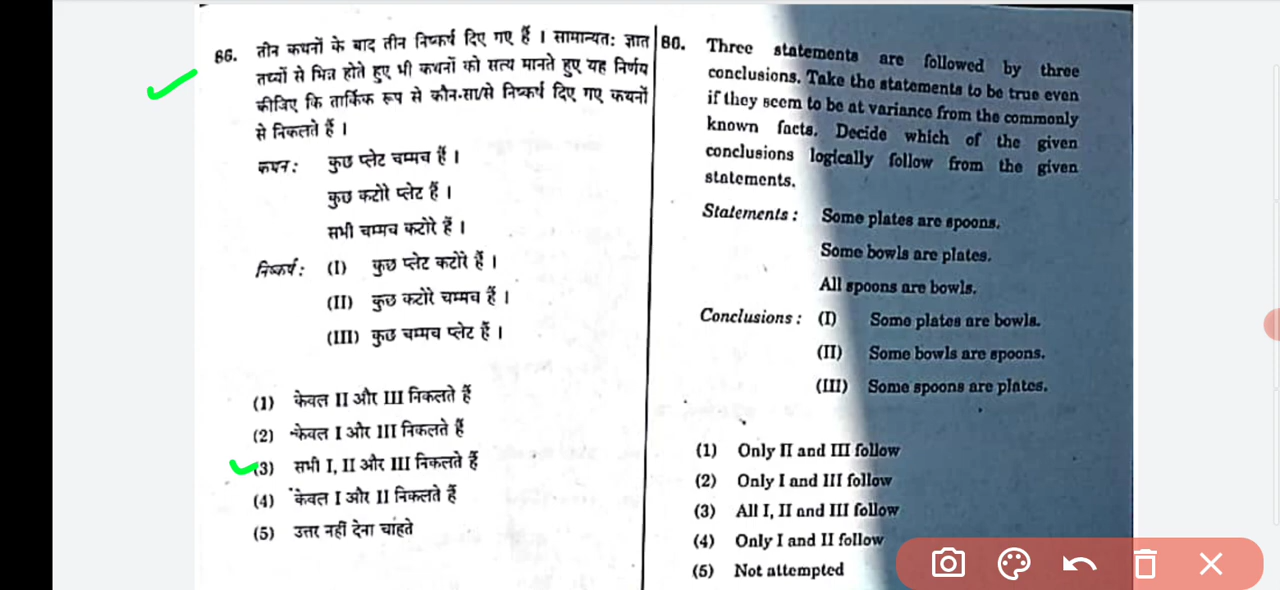 86. तीन कथनों के बाद तीन निष्कर्ष दिए गए हैं । सामान्यतः ज्ञात
तथ्यों से भिन्न होते हुए भी कथनों को सत्य मानते हुए यह निर्णय
कीजिए कि तार्किक रूप से कौन-सा/से निष्कर्ष दिए गए कथनों
से निकलते हैं ।
कथन : कुछ प्लेट चम्मच हैं ।
कुछ कटोरे प्लेट हैं ।
सभी चम्मच कटोरे हैं ।
निष्कर्ष : (I) कुछ प्लेट कटोरे हैं ।
(II) कुछ कटोरे चम्मच हैं ।
(III) कुछ चम्मच प्लेट हैं ।
(1) केवल II और III निकलते हैं
(2) केवल I और III निकलते हैं
(3) सभी I, II और III निकलते हैं
(4) केवल I और II निकलते हैं
(5) उत्तर नहीं देना चाहते
86. Three statements are followed by three
conclusions. Take the statements to be true even
if they seem to be at variance from the commonly
known facts. Decide which of the given
conclusions logically follow from the given
statements.
Statements : Some plates are spoons.
Some bowls are plates.
All spoons are bowls.
Conclusions : (I) Some plates are bowls.
(II) Some bowls are spoons.
(III) Some spoons are plates.
(1) Only II and III follow
(2) Only I and III follow
(3) All I, II and III follow
(4) Only I and II follow
(5) Not attempted